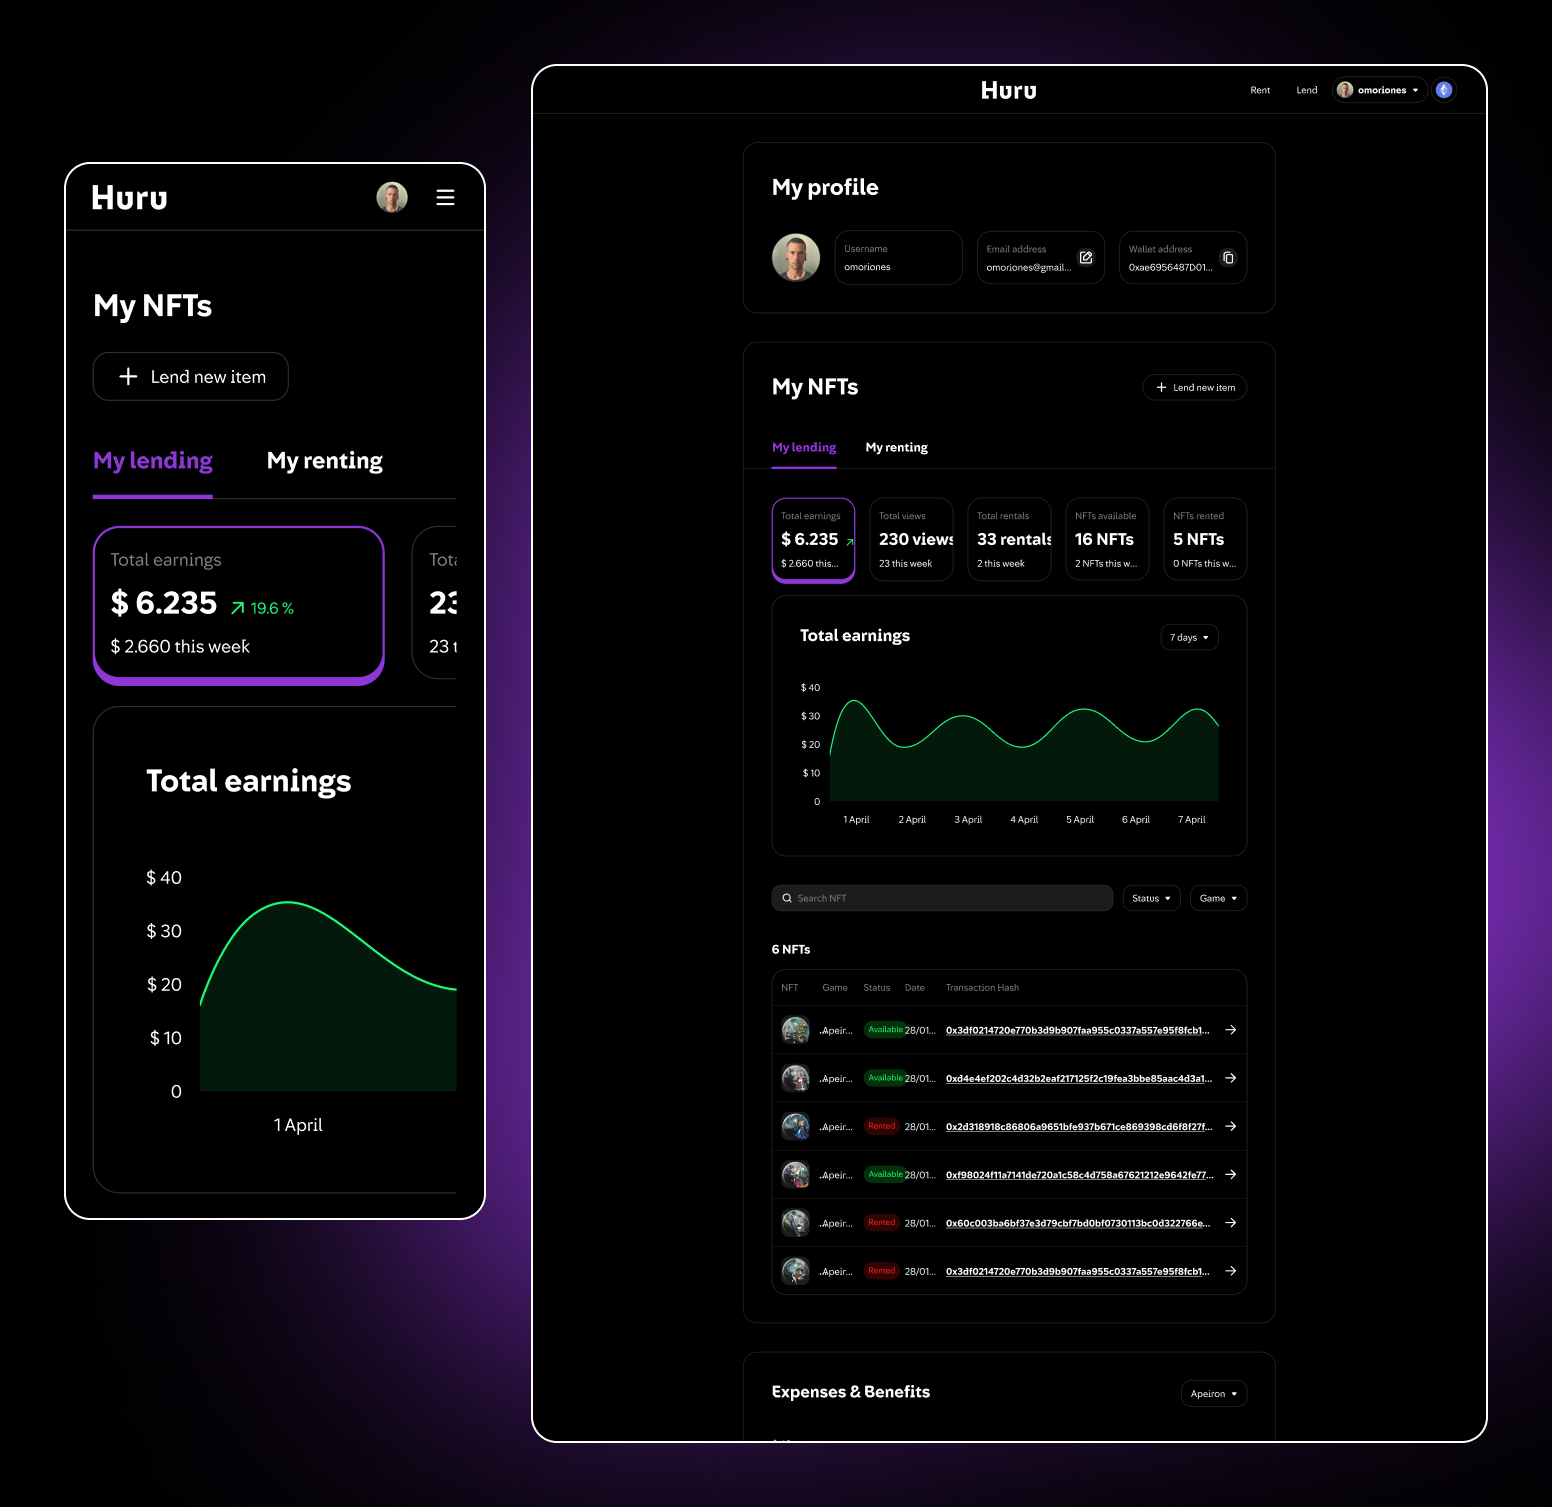 Huru
My NFTs
Lend new item
My lending
My renting
Total earnings
$ 6.235
19.6 %
$ 2.660 this week
Tota
23
23 t
Total earnings
$ 40
$ 30
$ 20
$ 10
0
1 April
Huru
Rent
Lend
omoriones
My profile
Username
omoriones
Email address
omoriones@gmail...
Wallet address
0xae6956487D01...
My NFTs
Lend new item
My lending
My renting
Total earnings
$ 6.235
$ 2.660 this...
Total views
230 views
23 this week
Total rentals
33 rentals
2 this week
NFTs available
16 NFTs
2 NFTs this w...
NFTs rented
5 NFTs
0 NFTs this w...
Total earnings
7 days
$ 40
$ 30
$ 20
$ 10
0
1 April 2 April 3 April 4 April 5 April 6 April 7 April
Search NFT
Status
Game
6 NFTs
NFT Game Status Date Transaction Hash
.Apeir... Available 28/01... 0x3df0214720e770b3d9b907faa955c0337a557e95f8fcb1...
.Apeir... Available 28/01... 0xd4e4ef202c4d32b2eaf217125f2c19fea3bbe85aac4d3a1...
.Apeir... Rented 28/01... 0x2d318918c86806a9651bfe937b671ce869398cd6f8f27f...
.Apeir... Available 28/01... 0xf98024f11a7141de720a1c58c4d758a67621212e9642fe77...
.Apeir... Rented 28/01... 0x60c003ba6bf37e3d79cbf7bd0bf0730113bc0d322766e...
.Apeir... Rented 28/01... 0x3df0214720e770b3d9b907faa955c0337a557e95f8fcb1...
Expenses & Benefits
Apeiron